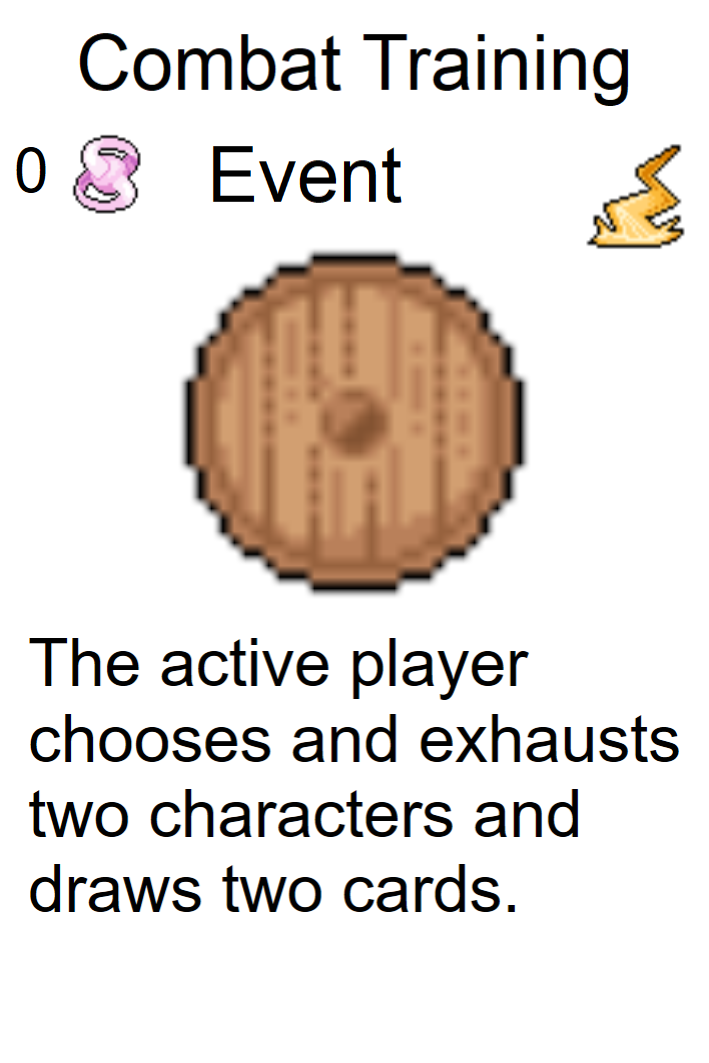 Combat Training
0 Event
The active player
chooses and exhausts
two characters and
draws two cards.